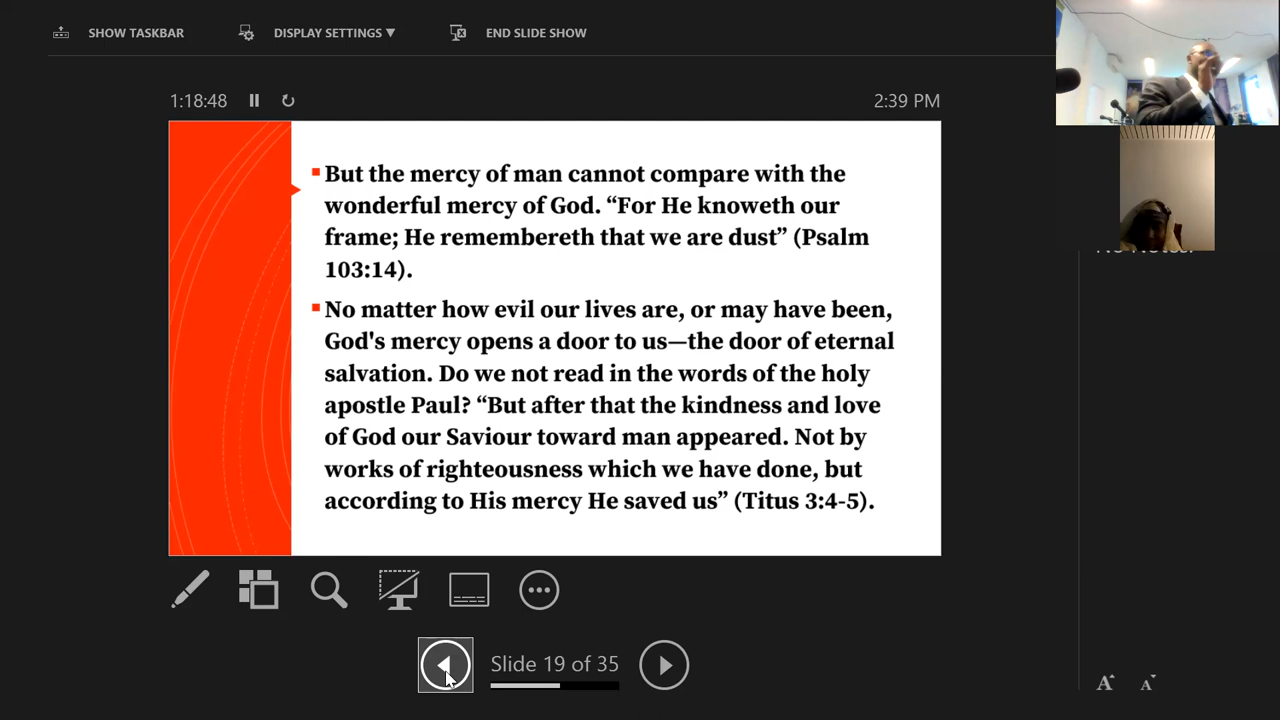 SHOW TASKBAR DISPLAY SETTINGS ▼ END SLIDE SHOW
1:18:48 2:39 PM
But the mercy of man cannot compare with the
wonderful mercy of God. “For He knoweth our
frame; He remembereth that we are dust” (Psalm
103:14).
No matter how evil our lives are, or may have been,
God's mercy opens a door to us—the door of eternal
salvation. Do we not read in the words of the holy
apostle Paul? “But after that the kindness and love
of God our Saviour toward man appeared. Not by
works of righteousness which we have done, but
according to His mercy He saved us” (Titus 3:4-5).
No Notes.
Slide 19 of 35
A A